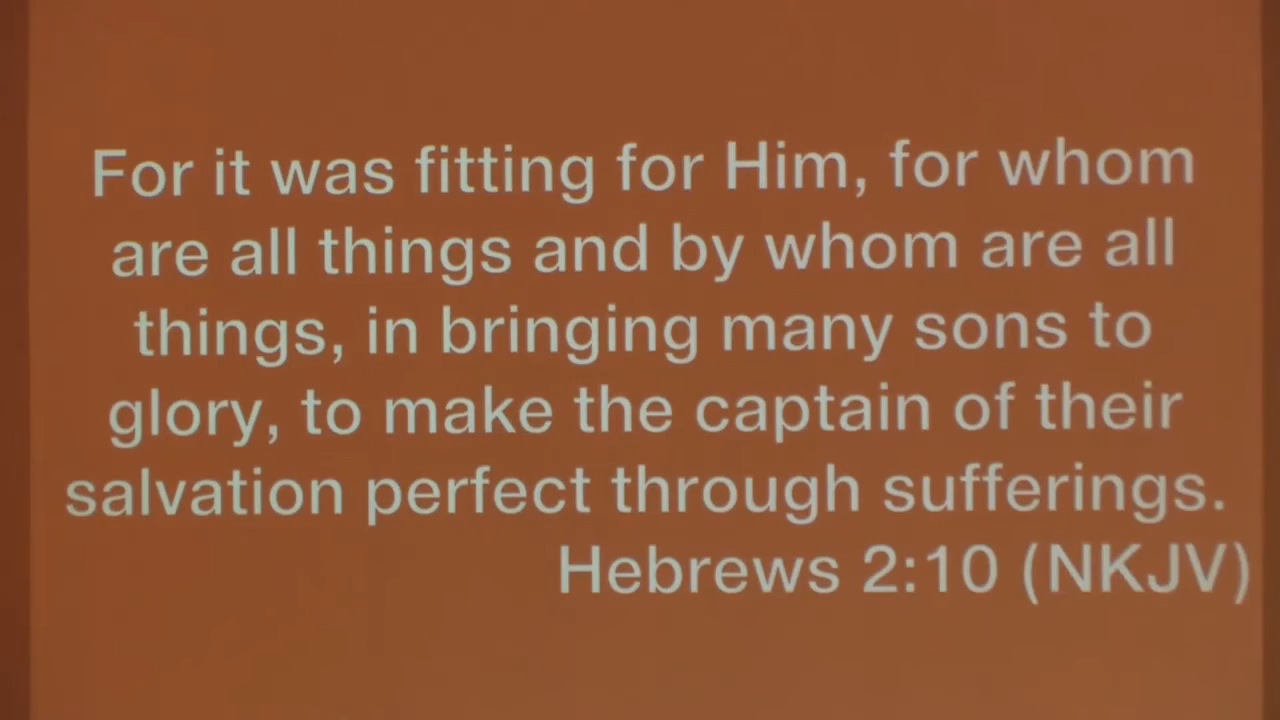 For it was fitting for Him, for whom
are all things and by whom are all
things, in bringing many sons to
glory, to make the captain of their
salvation perfect through sufferings.
Hebrews 2:10 (NKJV)